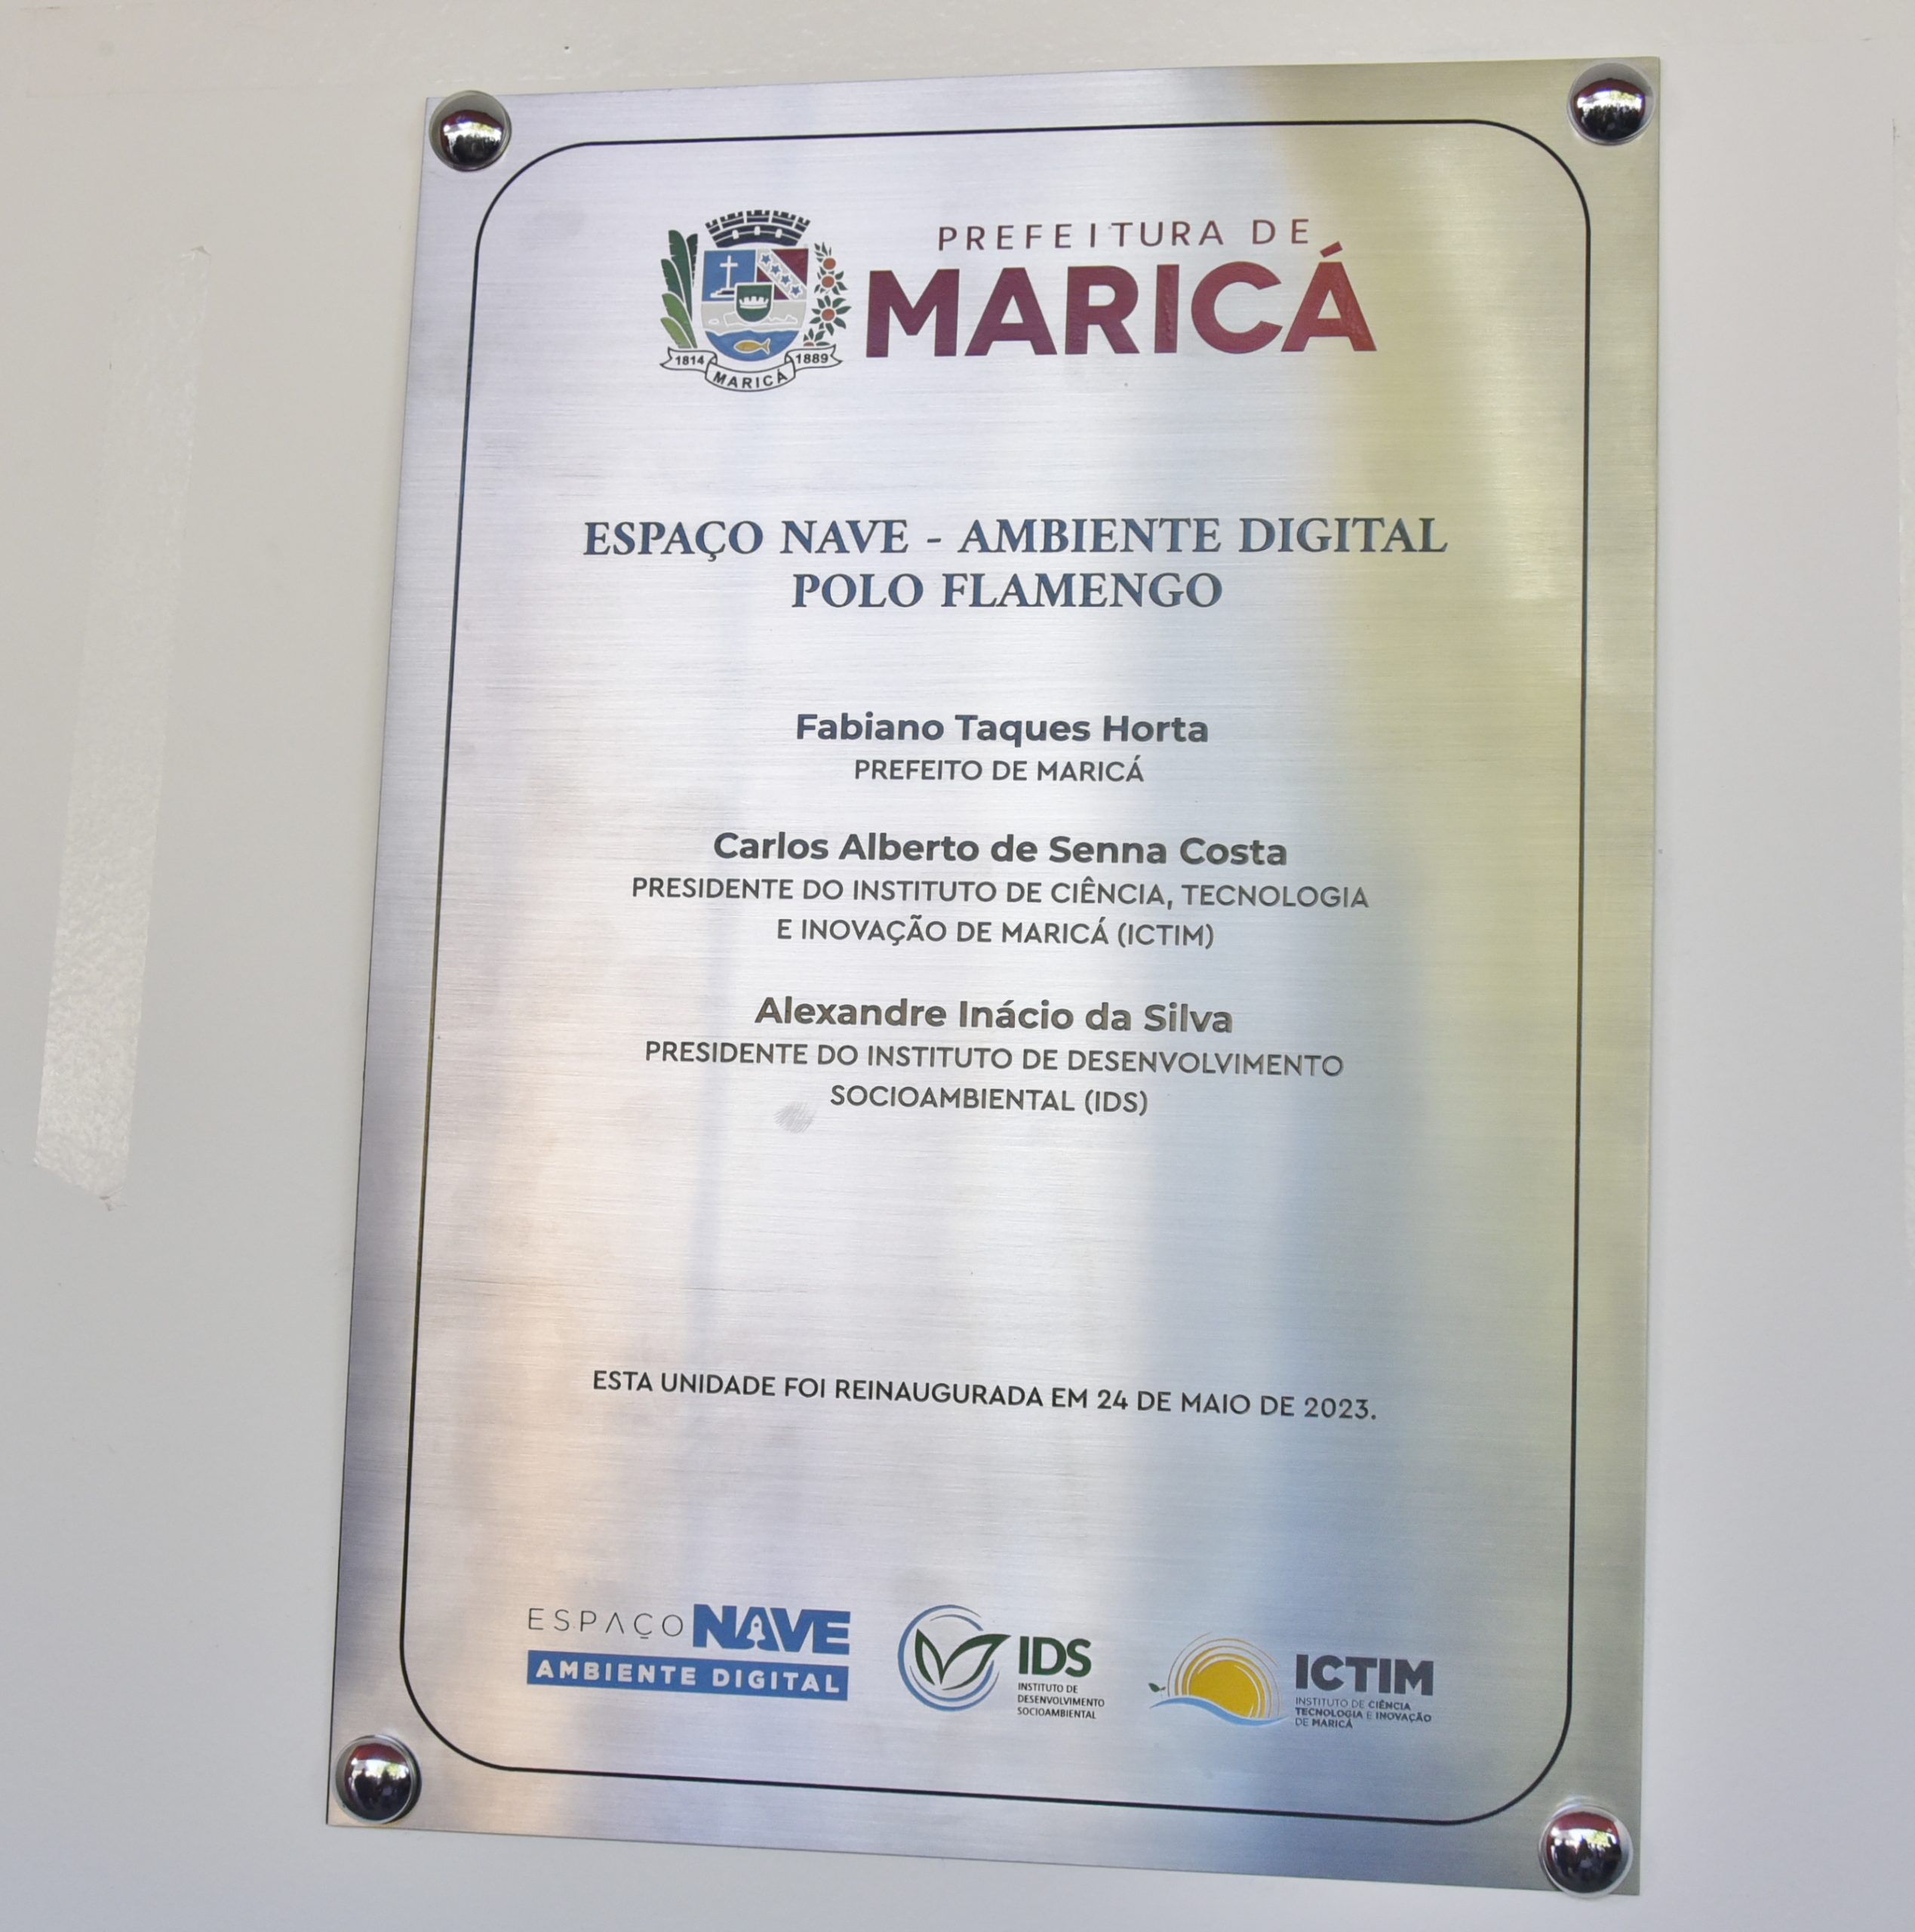 PREFEITURA DE
MARICÁ
1814 1889
MARICÁ
ESPAÇO NAVE - AMBIENTE DIGITAL
POLO FLAMENGO
Fabiano Taques Horta
PREFEITO DE MARICÁ
Carlos Alberto de Senna Costa
PRESIDENTE DO INSTITUTO DE CIÊNCIA, TECNOLOGIA
E INOVAÇÃO DE MARICÁ (ICTIM)
Alexandre Inácio da Silva
PRESIDENTE DO INSTITUTO DE DESENVOLVIMENTO
SOCIOAMBIENTAL (IDS)
ESTA UNIDADE FOI REINAUGURADA EM 24 DE MAIO DE 2023.
ESPAÇO NAVE
AMBIENTE DIGITAL
IDS
INSTITUTO DE
DESENVOLVIMENTO
SOCIOAMBIENTAL
ICTIM
INSTITUTO DE CIÊNCIA
TECNOLOGIA E INOVAÇÃO
DE MARICÁ